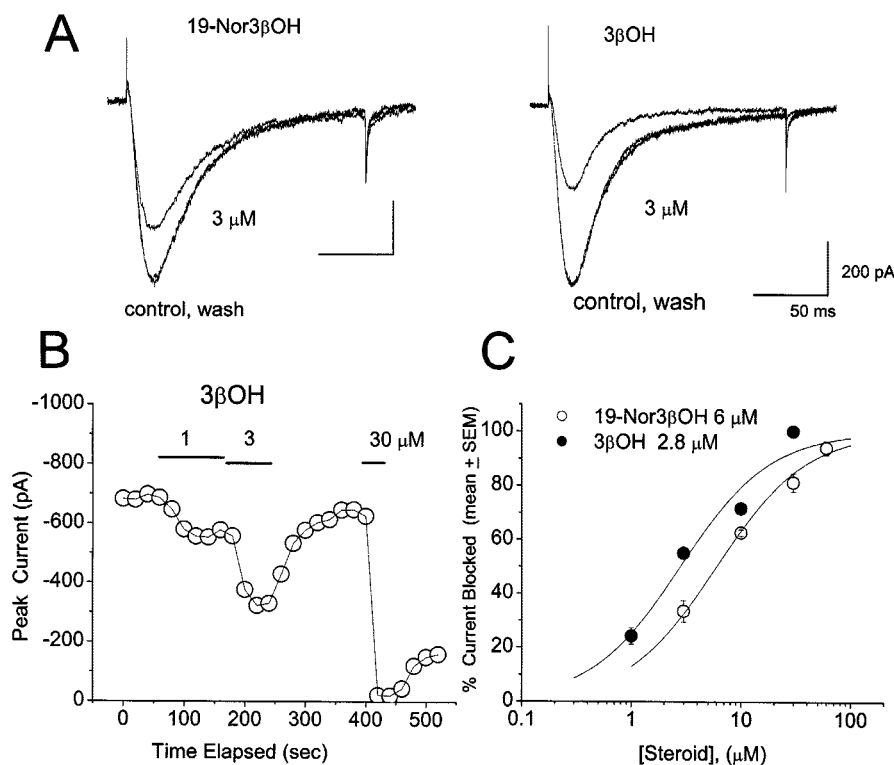 A
19-Nor3βOH
3βOH
3 μM
3 μM
control, wash
control, wash
200 pA
50 ms
B
3βOH
1
3
30 μM
-1000
-800
-600
-400
-200
0
Peak Current (pA)
0
100
200
300
400
500
Time Elapsed (sec)
C
19-Nor3βOH 6 μM
3βOH 2.8 μM
100
80
60
40
20
0
% Current Blocked (mean ± SEM)
0.1
1
10
100
[Steroid], (μM)